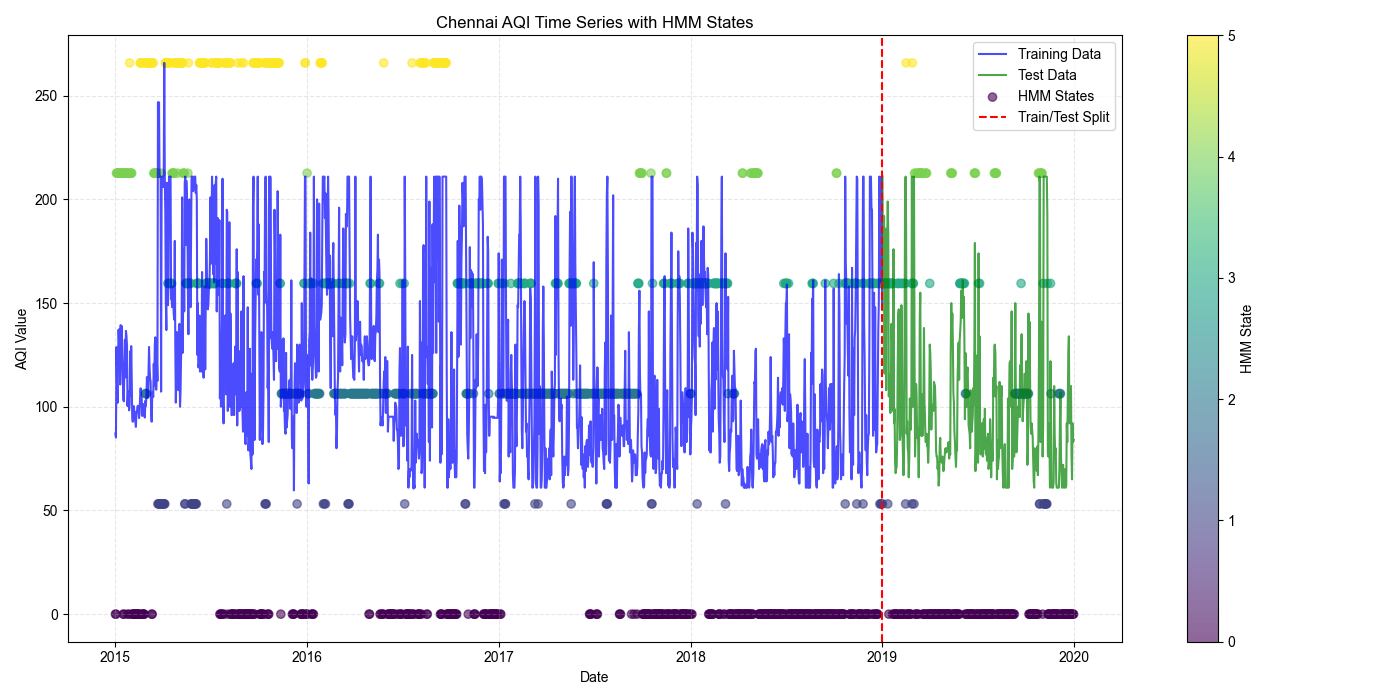 Chennai AQI Time Series with HMM States
Training Data
Test Data
HMM States
Train/Test Split
AQI Value
250
200
150
100
50
0
2015
2016
2017
2018
2019
2020
Date
5
4
3
2
1
0
HMM State